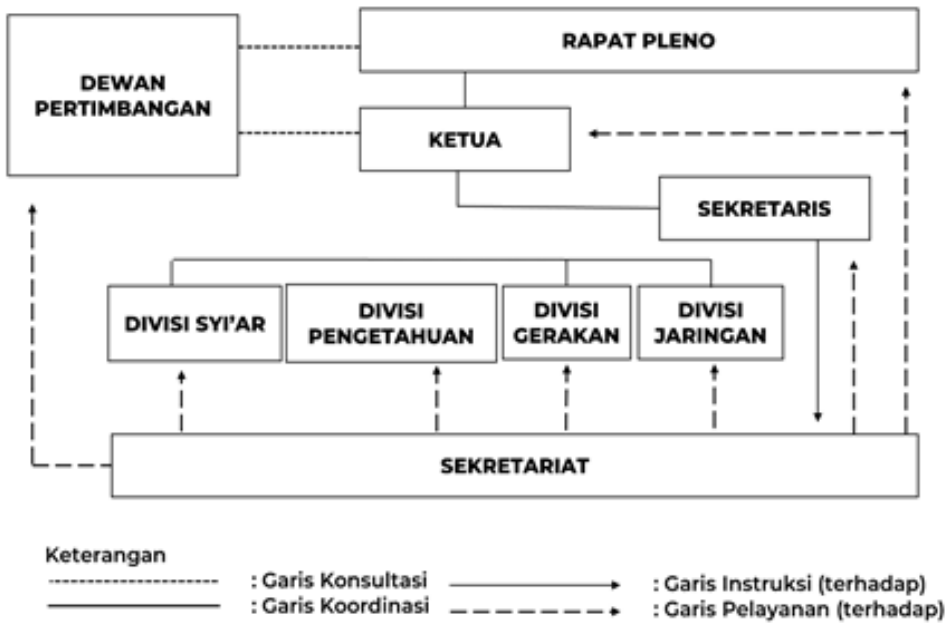 RAPAT PLENO
DEWAN
PERTIMBANGAN
KETUA
SEKRETARIS
DIVISI SYI'AR
DIVISI
PENGETAHUAN
DIVISI
GERAKAN
DIVISI
JARINGAN
SEKRETARIAT
Keterangan
: Garis Konsultasi
: Garis Koordinasi
: Garis Instruksi (terhadap)
: Garis Pelayanan (terhadap)